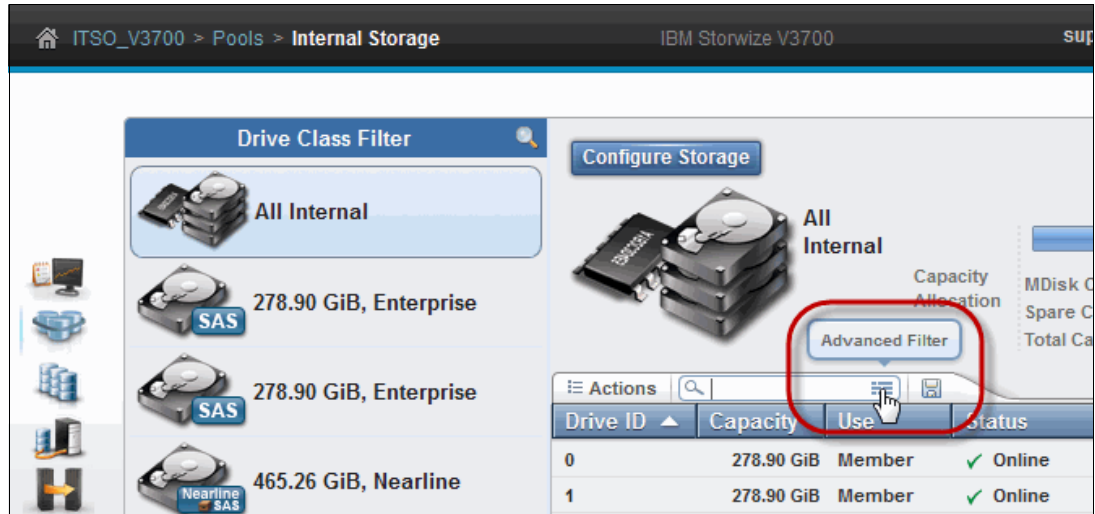 ITSO_V3700 > Pools > Internal Storage
IBM Storwize V3700
Drive Class Filter
All Internal
SAS
278.90 GiB, Enterprise
SAS
278.90 GiB, Enterprise
Nearline
SAS
465.26 GiB, Nearline
Configure Storage
All
Internal
Capacity
Allocation
MDisk
Spare
Total
Advanced Filter
Actions
Drive ID Capacity Use Status
0 278.90 GiB Member Online
1 278.90 GiB Member Online